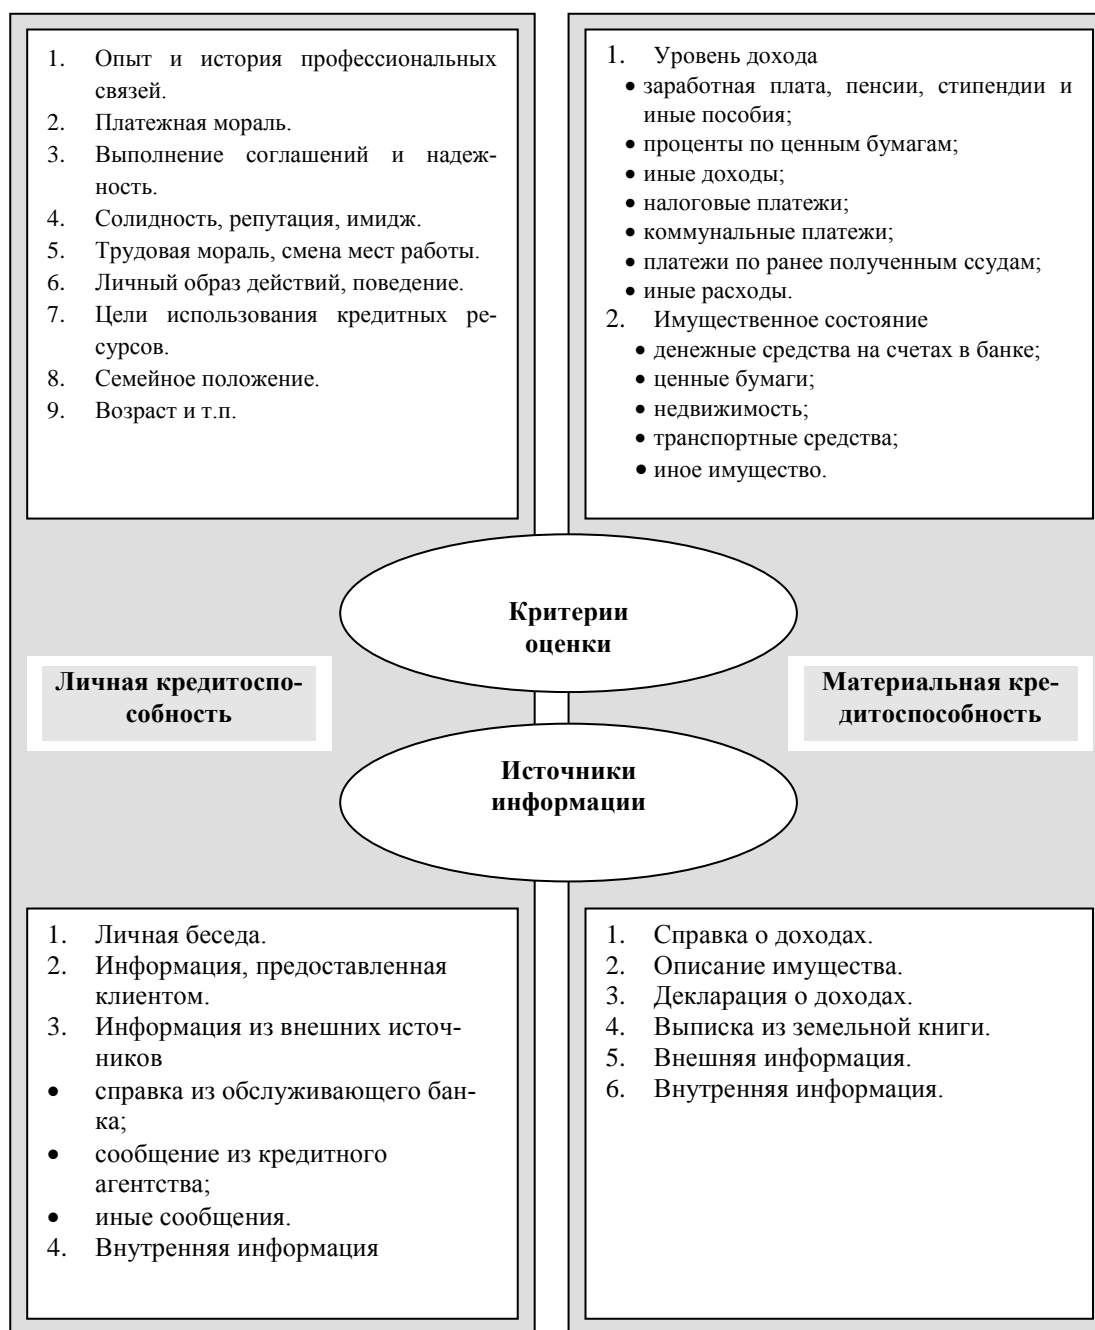 1. Опыт и история профессиональных
связей.
2. Платежная мораль.
3. Выполнение соглашений и надеж-
ность.
4. Солидность, репутация, имидж.
5. Трудовая мораль, смена мест работы.
6. Личный образ действий, поведение.
7. Цели использования кредитных ре-
сурсов.
8. Семейное положение.
9. Возраст и т.п.
1. Уровень дохода
• заработная плата, пенсии, стипендии и
иные пособия;
• проценты по ценным бумагам;
• иные доходы;
• налоговые платежи;
• коммунальные платежи;
• платежи по ранее полученным ссудам;
• иные расходы.
2. Имущественное состояние
• денежные средства на счетах в банке;
• ценные бумаги;
• недвижимость;
• транспортные средства;
• иное имущество.
Критерии
оценки
Личная кредитоспо-
собность
Материальная кре-
дитоспособность
Источники
информации
1. Личная беседа.
2. Информация, предоставленная
клиентом.
3. Информация из внешних источ-
ников
• справка из обслуживающего бан-
ка;
• сообщение из кредитного
агентства;
• иные сообщения.
4. Внутренняя информация
1. Справка о доходах.
2. Описание имущества.
3. Декларация о доходах.
4. Выписка из земельной книги.
5. Внешняя информация.
6. Внутренняя информация.